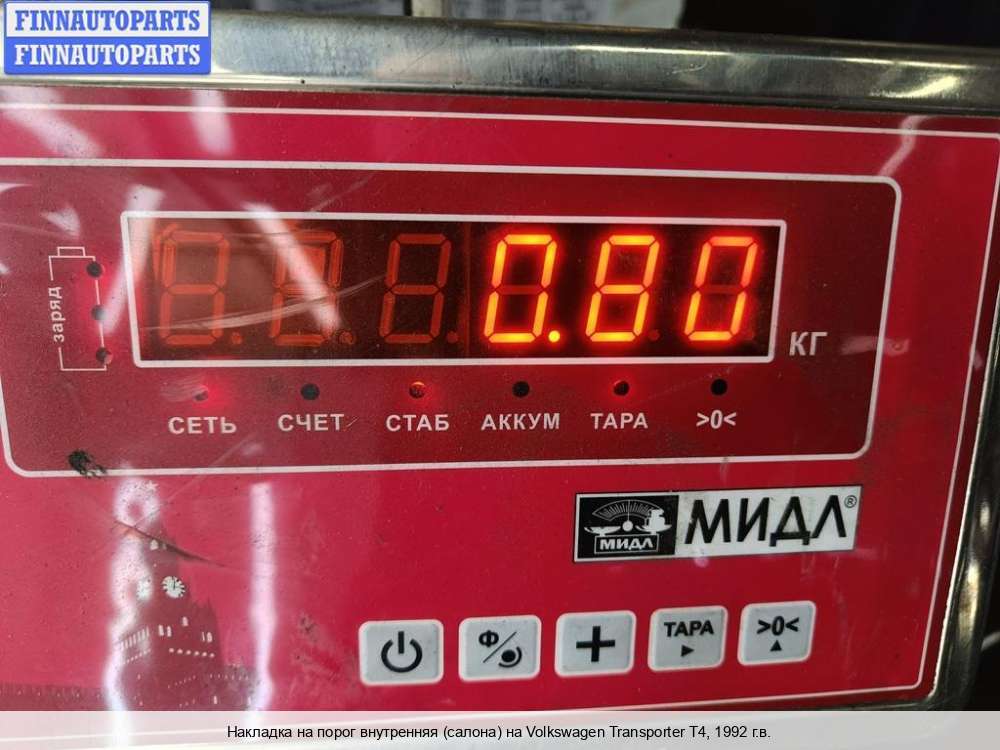 FINNAUTOPARTS
FINNAUTOPARTS
заряд
0.80
КГ
СЕТЬ СЧЕТ СТАБ АККУМ ТАРА >0<
МИДЛ МИДЛ®
Ф ТАРА >0<
Накладка на порог внутренняя (салона) на Volkswagen Transporter T4, 1992 г.в.